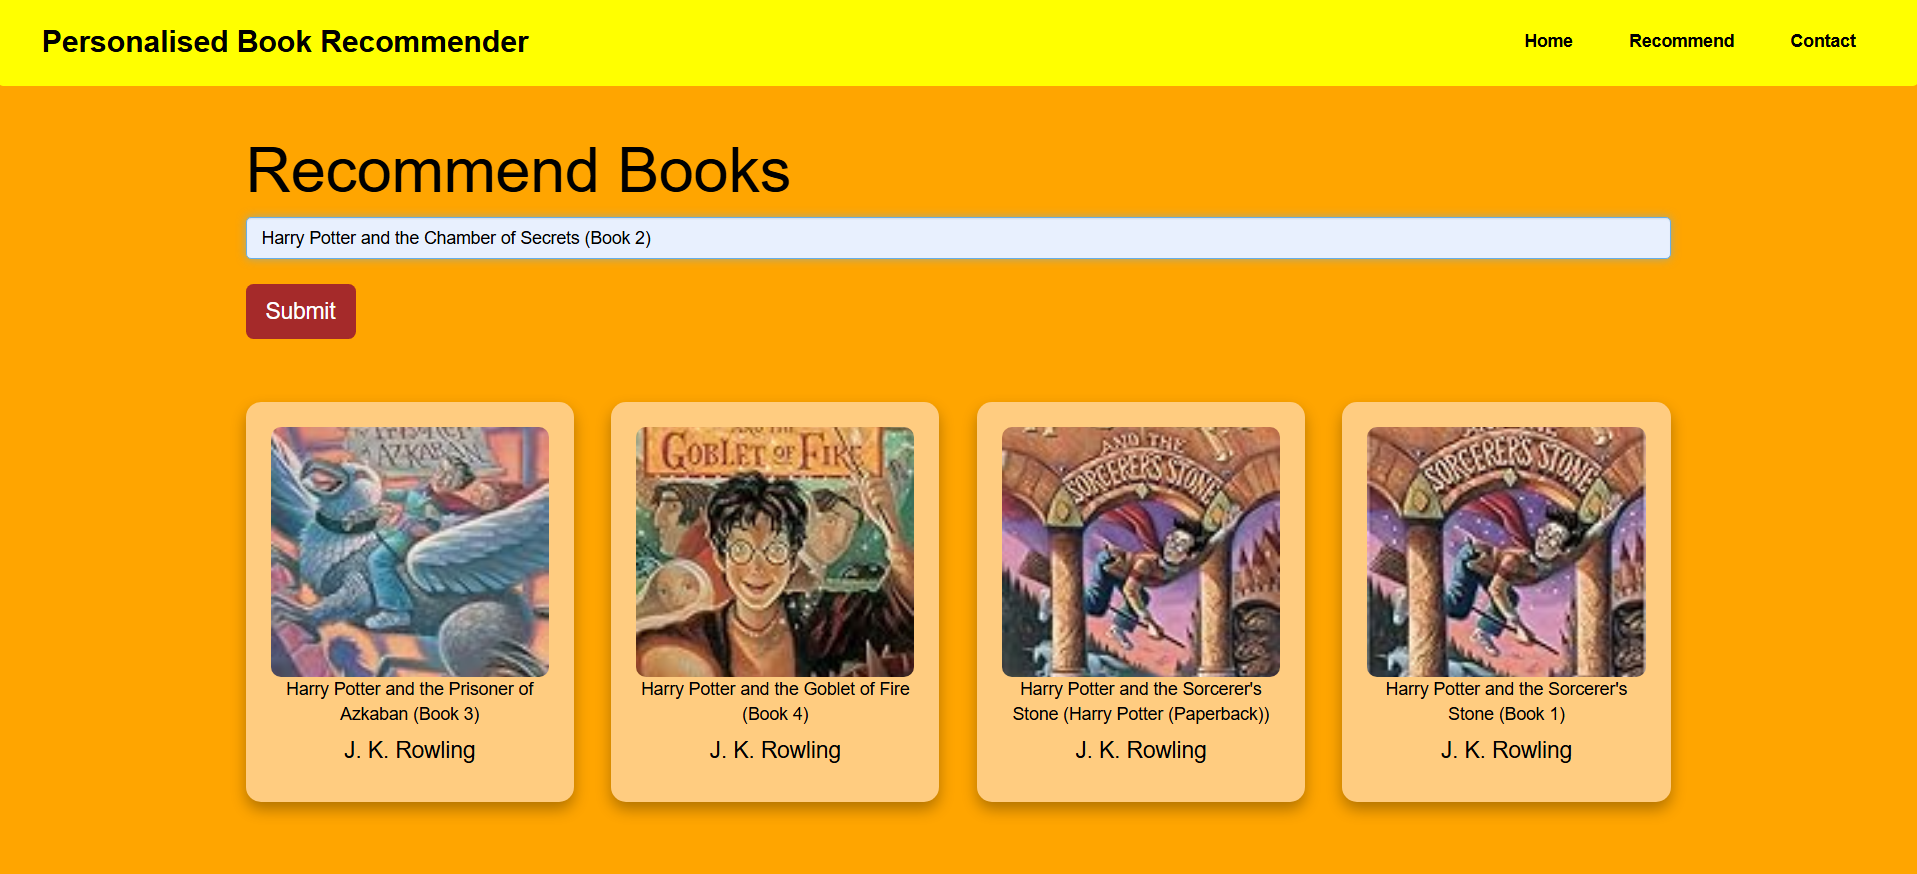 Personalised Book Recommender
Home Recommend Contact
Recommend Books
Harry Potter and the Chamber of Secrets (Book 2)
Submit
AZKABAN
GOBLET OF FIRE
AND THE
SORCERER'S STONE
SORCERER'S STONE
Harry Potter and the Prisoner of
Azkaban (Book 3)
J. K. Rowling
Harry Potter and the Goblet of Fire
(Book 4)
J. K. Rowling
Harry Potter and the Sorcerer's
Stone (Harry Potter (Paperback))
J. K. Rowling
Harry Potter and the Sorcerer's
Stone (Book 1)
J. K. Rowling